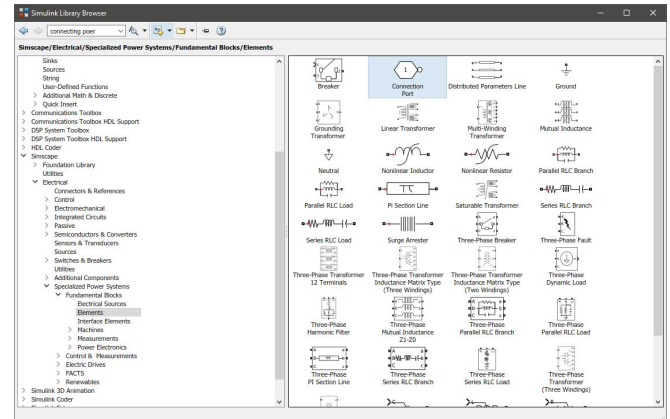 Simulink Library Browser
connecting poer
Simscape/Electrical/Specialized Power Systems/Fundamental Blocks/Elements
Sinks
Sources
String
User-Defined Functions
Additional Math & Discrete
Quick Insert
Communications Toolbox
Communications Toolbox HDL Support
DSP System Toolbox
DSP System Toolbox HDL Support
HDL Coder
Simscape
Foundation Library
Utilities
Electrical
Connectors & References
Control
Electromechanical
Integrated Circuits
Passive
Semiconductors & Converters
Sensors & Transducers
Sources
Switches & Breakers
Utilities
Additional Components
Specialized Power Systems
Fundamental Blocks
Electrical Sources
Elements
Interface Elements
Machines
Measurements
Power Electronics
Control & Measurements
Electric Drives
FACTS
Renewables
Simulink 3D Animation
Simulink Coder
1
Breaker
Connection
Port
Distributed Parameters Line
Ground
Grounding
Transformer
Linear Transformer
Multi-Winding
Transformer
Mutual Inductance
Neutral
Nonlinear Inductor
Nonlinear Resistor
Parallel RLC Branch
Parallel RLC Load
Pi Section Line
Saturable Transformer
Series RLC Branch
Series RLC Load
Surge Arrester
Three-Phase Breaker
Three-Phase Fault
Three-Phase Transformer
12 Terminals
Three-Phase Transformer
Inductance Matrix Type
(Three Windings)
Three-Phase Transformer
Inductance Matrix Type
(Two Windings)
Three-Phase
Dynamic Load
Three-Phase
Harmonic Filter
Three-Phase
Mutual Inductance
Z1-Z0
Three-Phase
Parallel RLC Branch
Three-Phase
Parallel RLC Load
Three-Phase
PI Section Line
Three-Phase
Series RLC Branch
Three-Phase
Series RLC Load
Three-Phase
Transformer
(Three Windings)